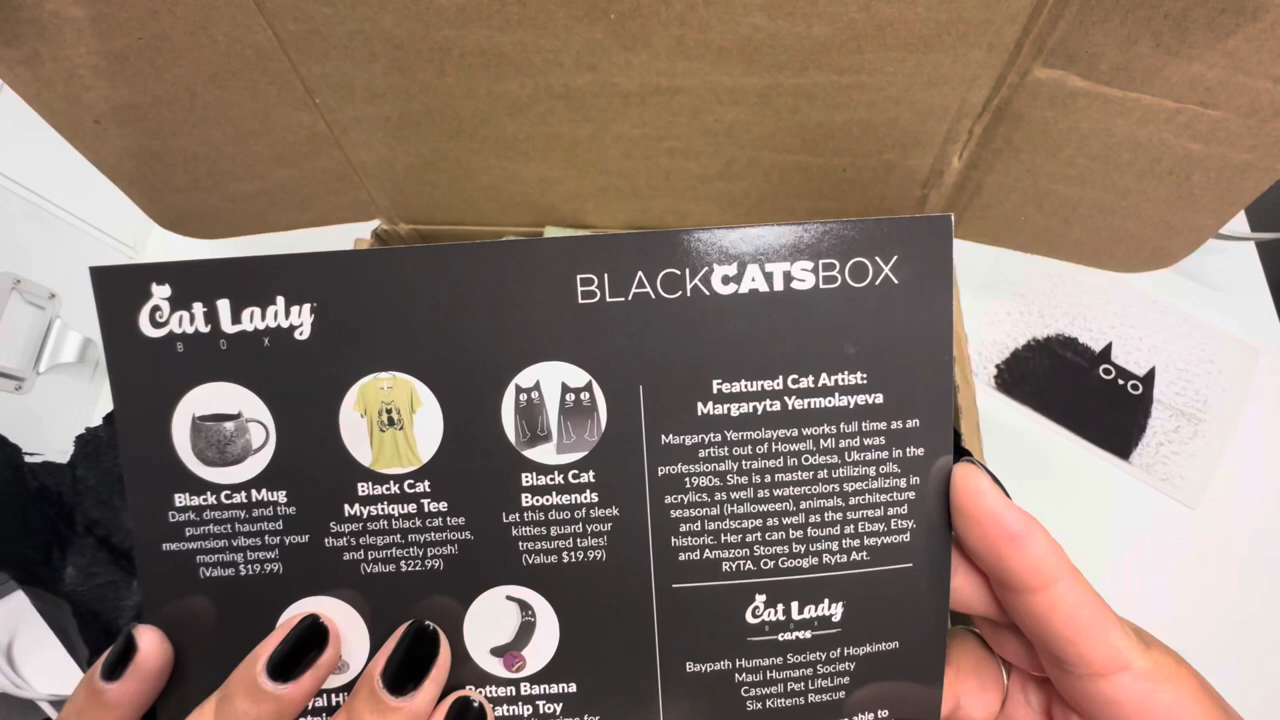 Cat Lady
BOX
BLACKCATSBOX
Black Cat Mug
Dark, dreamy, and the
purrfect haunted
meownsion vibes for your
morning brew!
(Value $19.99)
Black Cat
Mystique Tee
Super soft black cat tee
that's elegant, mysterious,
and purrfectly posh!
(Value $22.99)
Black Cat
Bookends
Let this duo of sleek
kitties guard your
treasured tales!
(Value $19.99)
Rotten Banana
Catnip Toy
Featured Cat Artist:
Margaryta Yermolayeva
Margaryta Yermolayeva works full time as an
artist out of Howell, MI and was
professionally trained in Odesa, Ukraine in the
1980s. She is a master at utilizing oils,
acrylics, as well as watercolors specializing in
seasonal (Halloween), animals, architecture
and landscape as well as the surreal and
historic. Her art can be found at Ebay, Etsy,
and Amazon Stores by using the keyword
RYTA. Or Google Ryta Art.
Cat Lady
BOX
cares
Baypath Humane Society of Hopkinton
Maui Humane Society
Caswell Pet LifeLine
Six Kittens Rescue